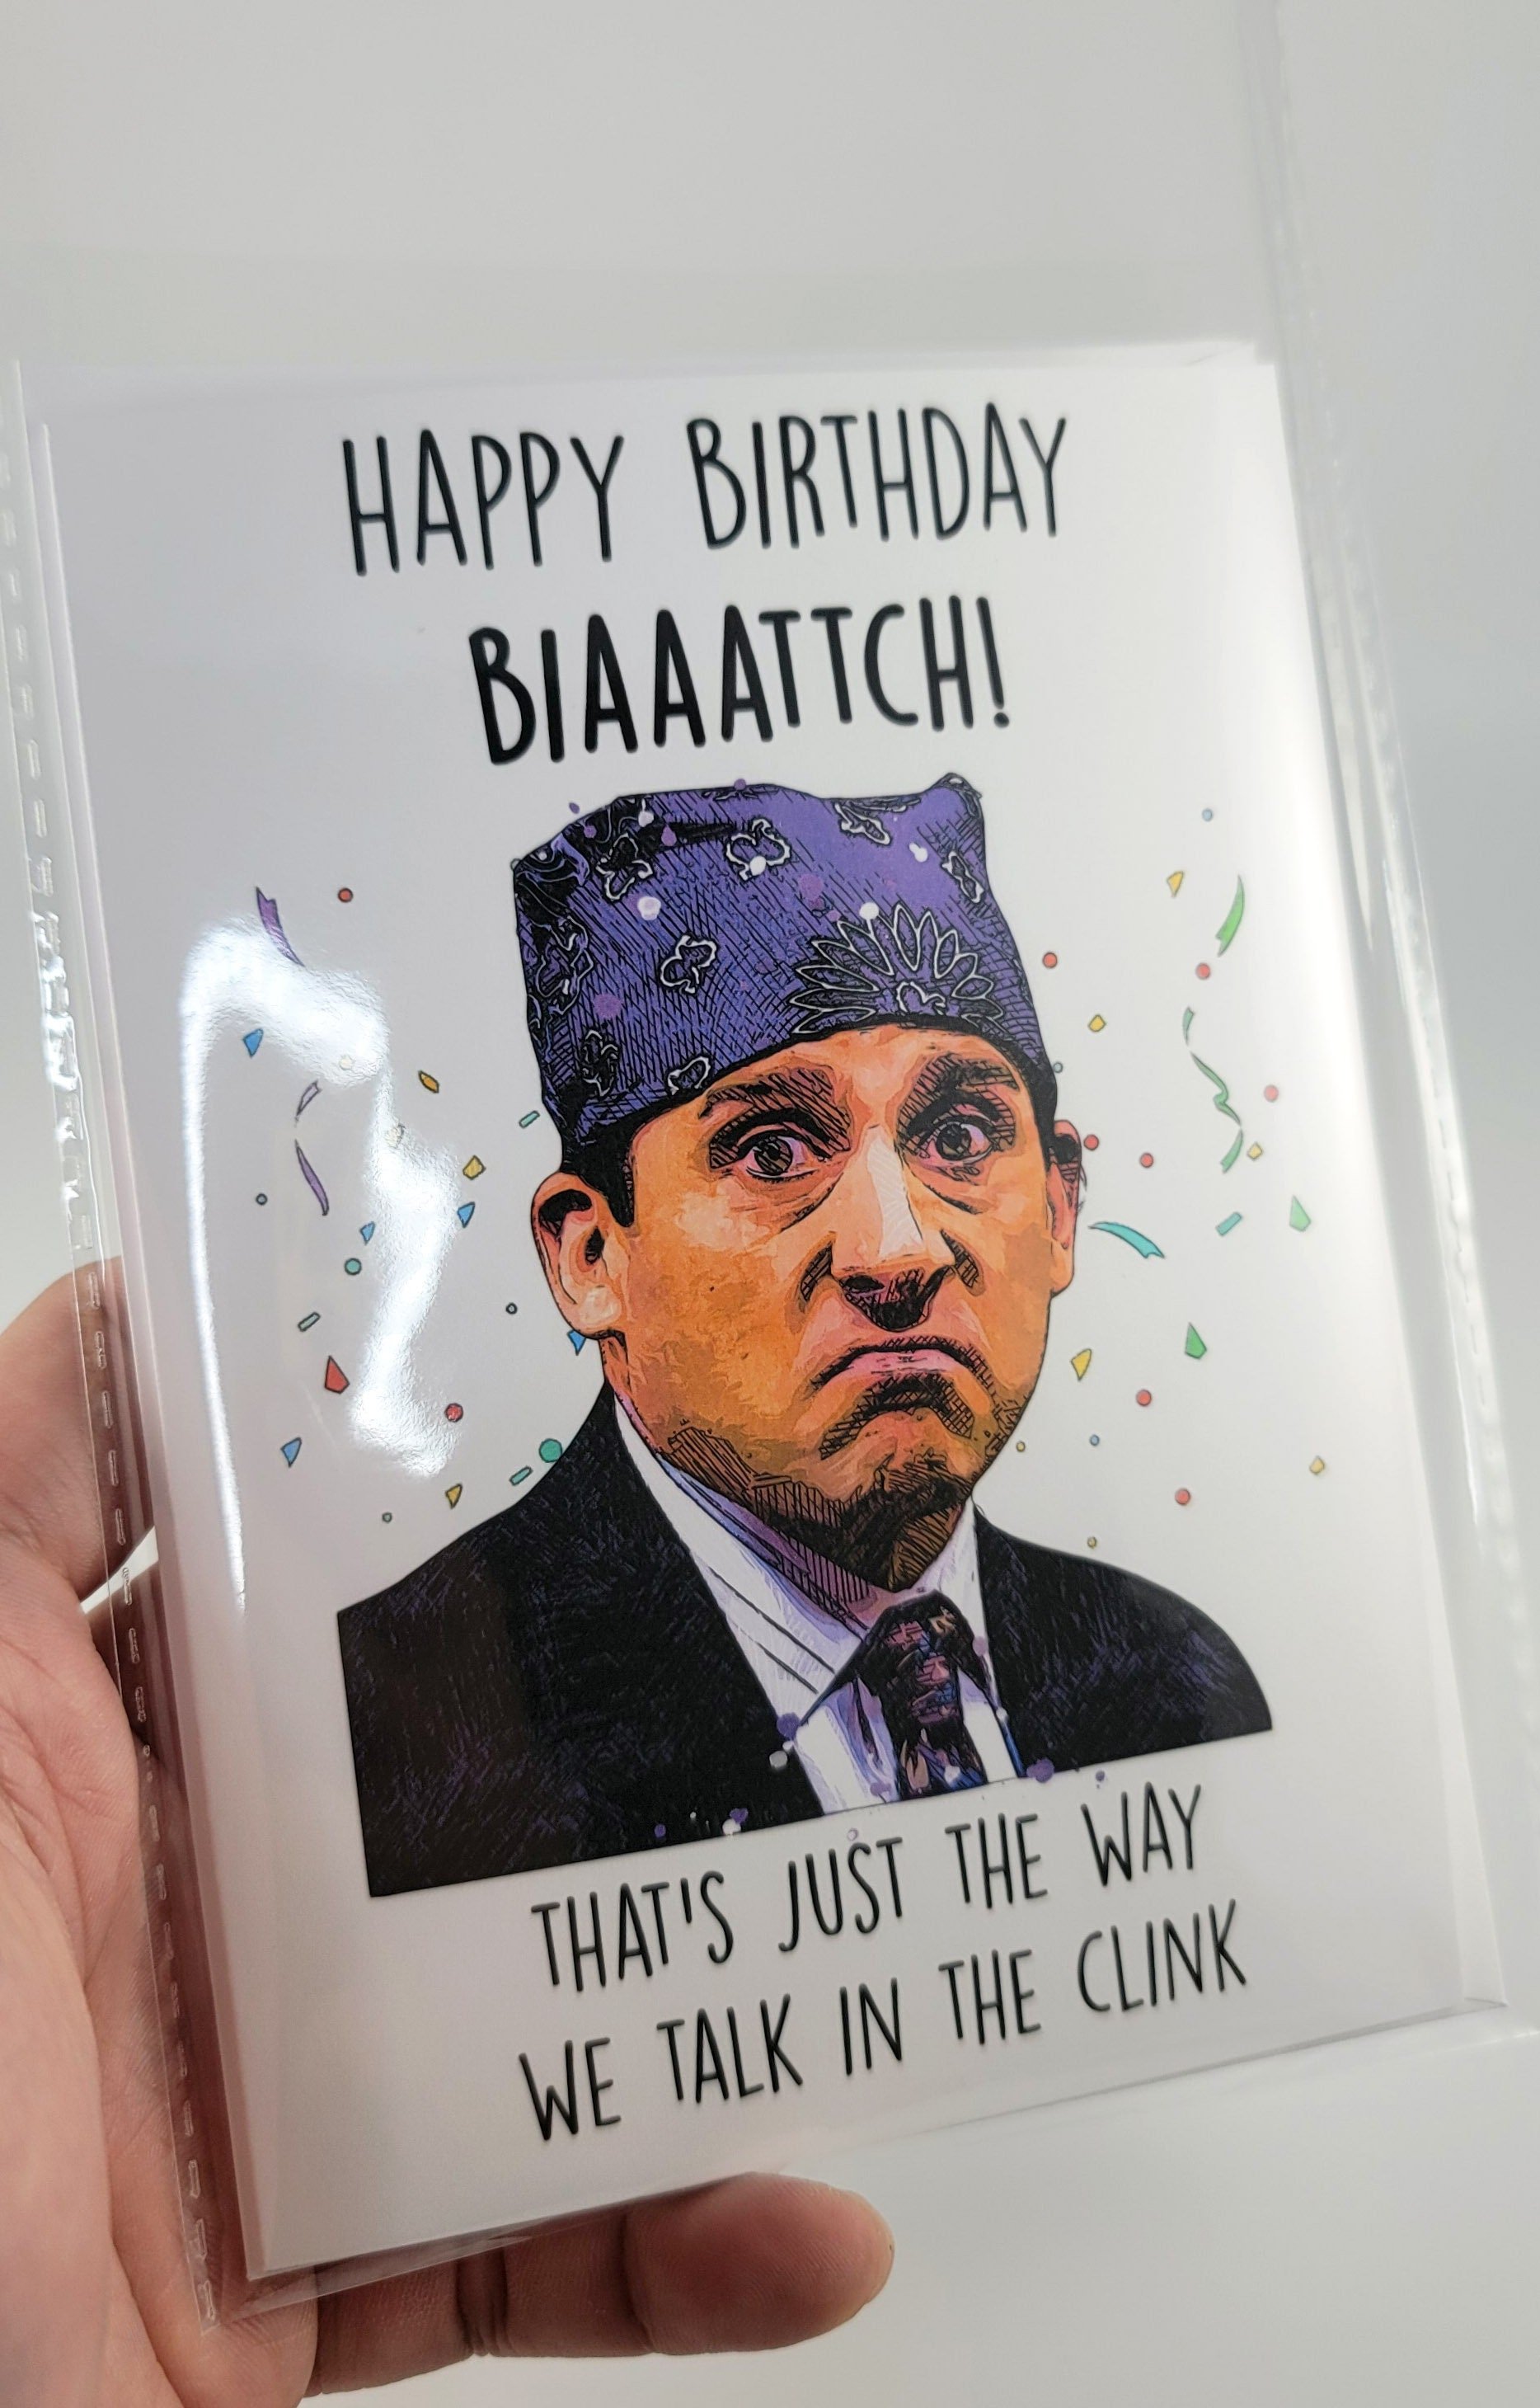 HAPPY BIRTHDAY
BIAAATTCH!
THAT'S JUST THE WAY
WE TALK IN THE CLINK